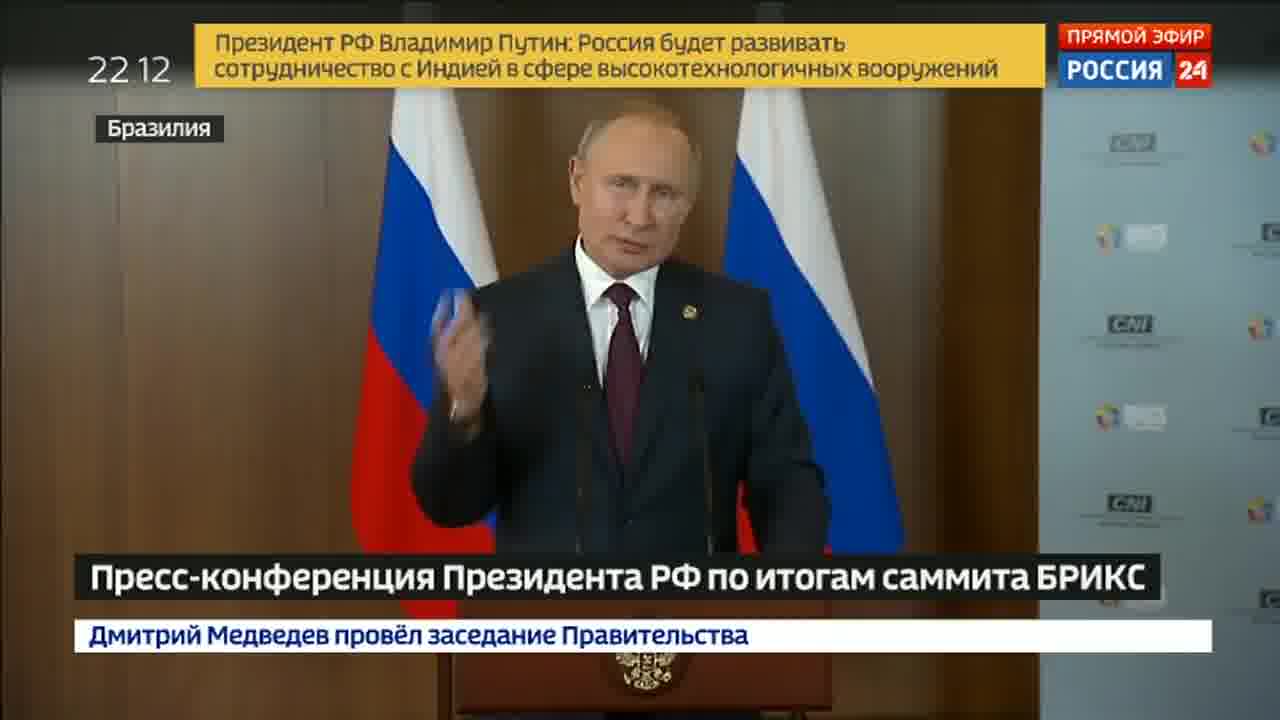 22:12
Президент РФ Владимир Путин: Россия будет развивать
сотрудничество с Индией в сфере высокотехнологичных вооружений
ПРЯМОЙ ЭФИР
РОССИЯ 24
Бразилия
CNI
CNI
CNI
Пресс-конференция Президента РФ по итогам саммита БРИКС
Дмитрий Медведев провёл заседание Правительства